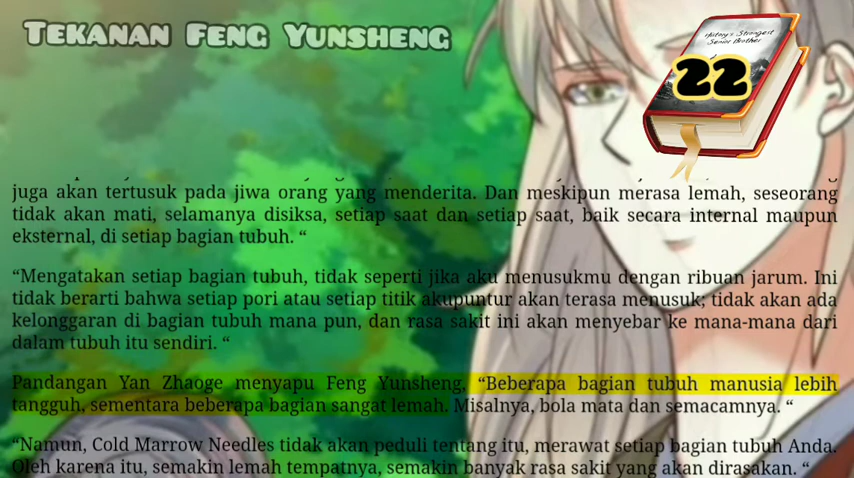 TEKANAN FENG YUNSHENG
History's Strongest
Senior Brother
22
juga akan tertusuk pada jiwa orang yang menderita. Dan meskipun merasa lemah, seseorang
tidak akan mati, selamanya disiksa, setiap saat dan setiap saat, baik secara internal maupun
eksternal, di setiap bagian tubuh. “
“Mengatakan setiap bagian tubuh, tidak seperti jika aku menusukmu dengan ribuan jarum. Ini
tidak berarti bahwa setiap pori atau setiap titik akupuntur akan terasa menusuk; tidak akan ada
kelonggaran di bagian tubuh mana pun, dan rasa sakit ini akan menyebar ke mana-mana dari
dalam tubuh itu sendiri. “
Pandangan Yan Zhaoge menyapu Feng Yunsheng, “Beberapa bagian tubuh manusia lebih
tangguh, sementara beberapa bagian sangat lemah. Misalnya, bola mata dan semacamnya. “
“Namun, Cold Marrow Needles tidak akan peduli tentang itu, merawat setiap bagian tubuh Anda.
Oleh karena itu, semakin lemah tempatnya, semakin banyak rasa sakit yang akan dirasakan. “